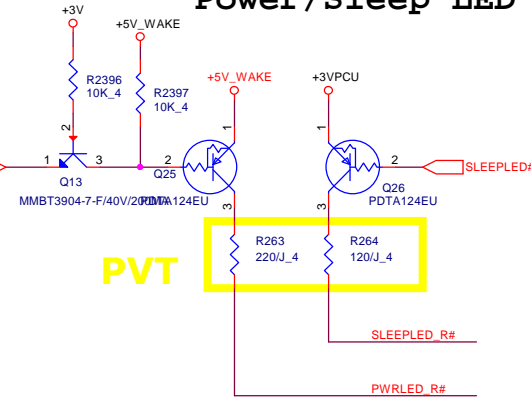 Power/Sleep LED
+3V
+5V_WAKE
R2396
10K_4
R2397
10K_4
+5V_WAKE
+3VPCU
2
1
1
1
3
2
2
SLEEPLED#
Q13
Q25
Q26
MMBT3904-7-F/40V/200MA
PDTA124EU
PDTA124EU
3
3
R263
220/J_4
R264
120/J_4
PVT
SLEEPLED_R#
PWRLED_R#